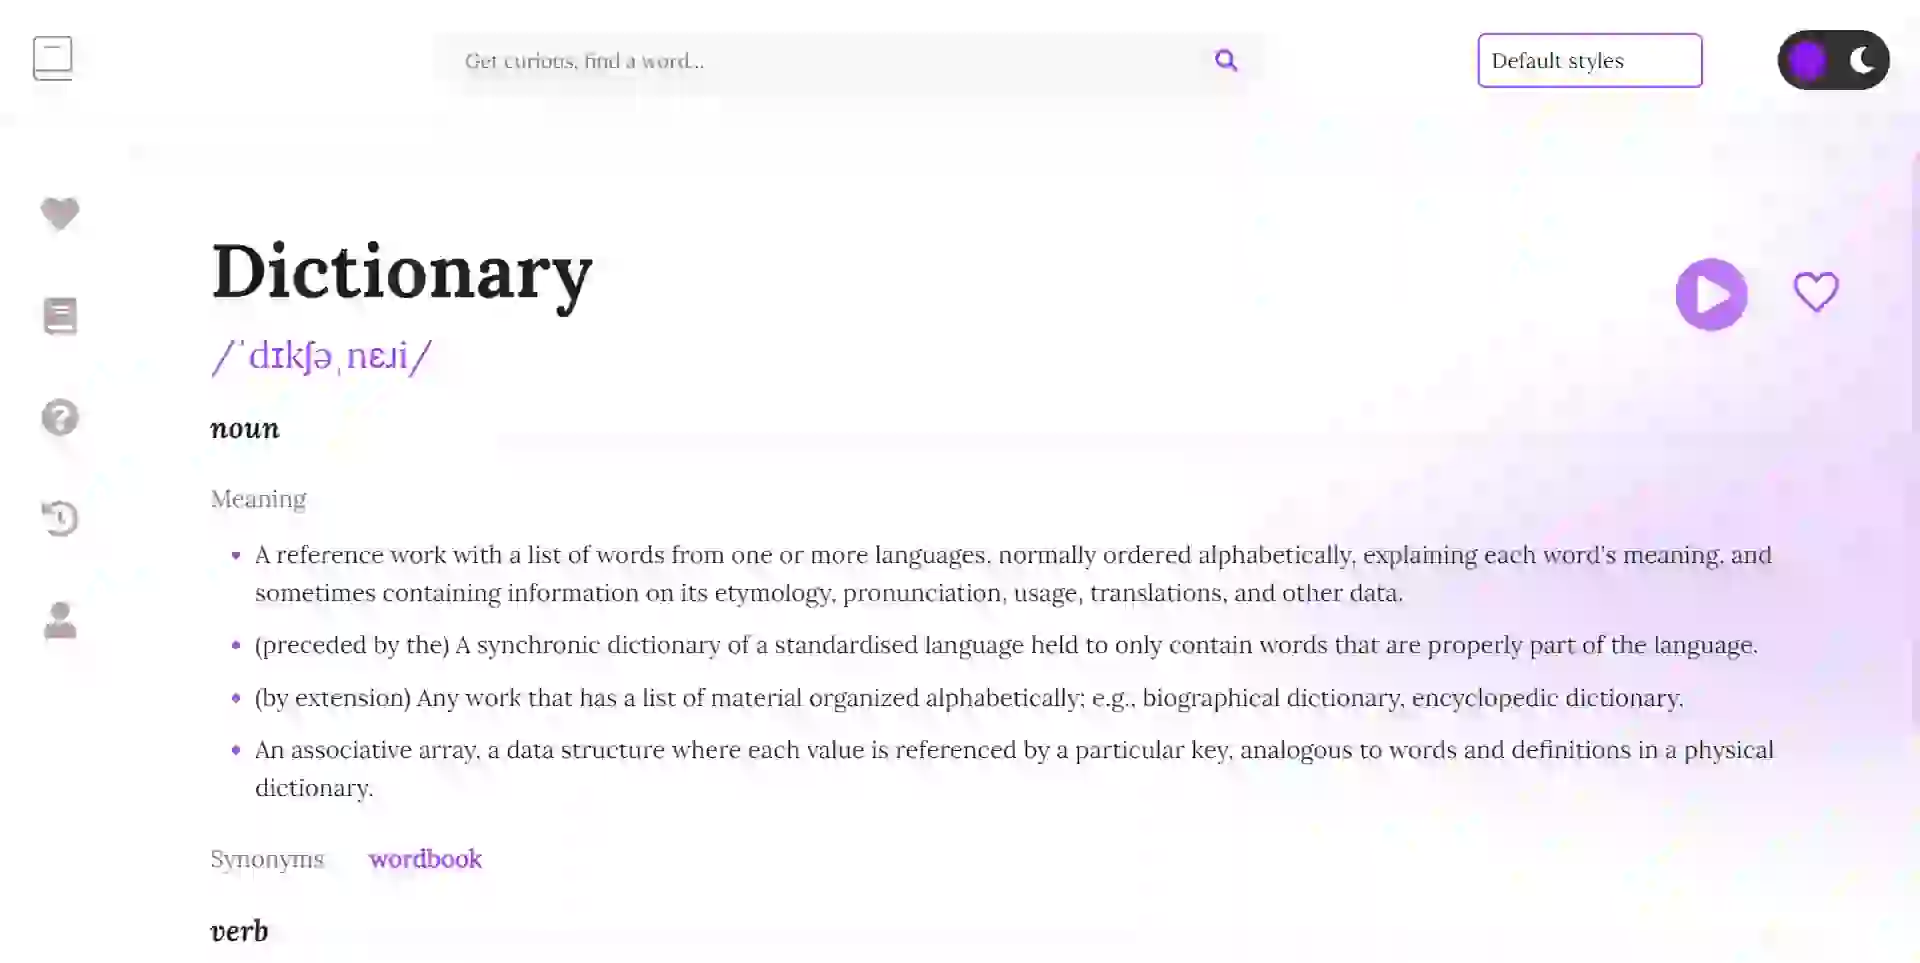 Get curious, find a word...
Default styles
Dictionary
/ˈdɪkʃəˌnɛɹi/
noun
Meaning
A reference work with a list of words from one or more languages, normally ordered alphabetically, explaining each word's meaning, and
sometimes containing information on its etymology, pronunciation, usage, translations, and other data.
(preceded by the) A synchronic dictionary of a standardised language held to only contain words that are properly part of the language.
(by extension) Any work that has a list of material organized alphabetically; e.g., biographical dictionary, encyclopedic dictionary.
An associative array, a data structure where each value is referenced by a particular key, analogous to words and definitions in a physical
dictionary.
Synonyms wordbook
verb